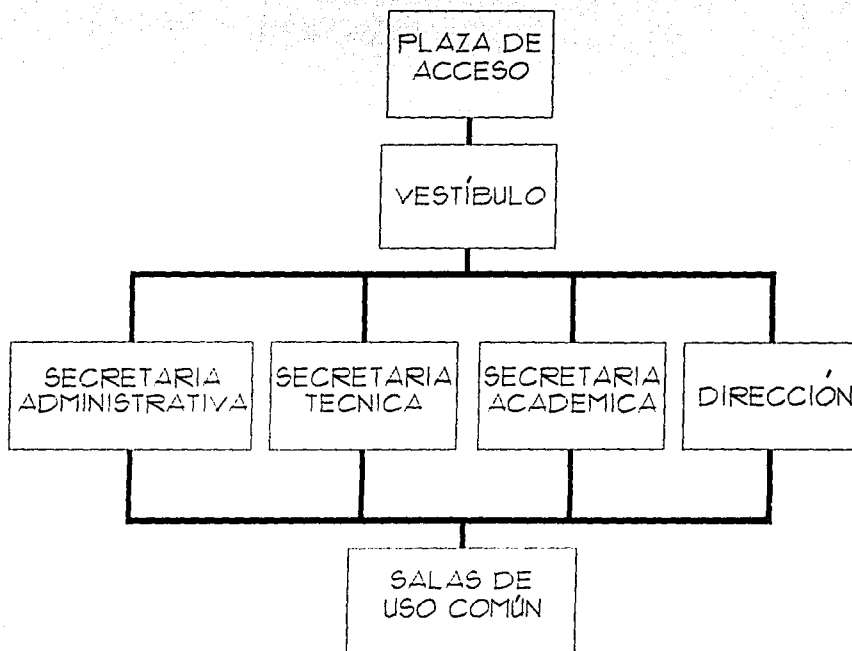 PLAZA DE
ACCESO
VESTÍBULO
SECRETARIA
ADMINISTRATIVA
SECRETARIA
TECNICA
SECRETARIA
ACADEMICA
DIRECCIÓN
SALAS DE
USO COMÚN